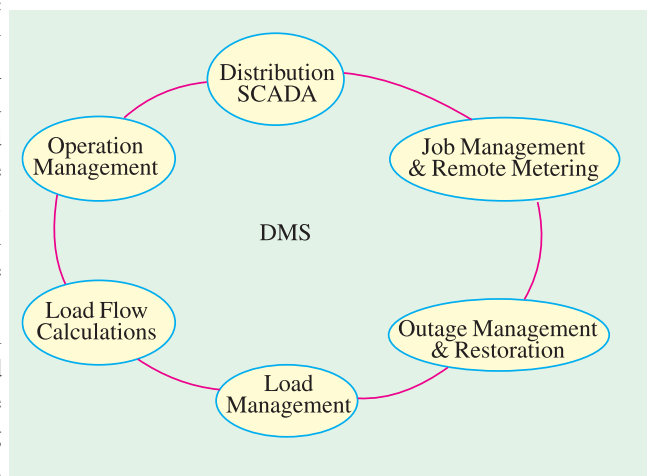 Distribution
SCADA
Operation
Management
Job Management
& Remote Metering
DMS
Load Flow
Calculations
Outage Management
& Restoration
Load
Management